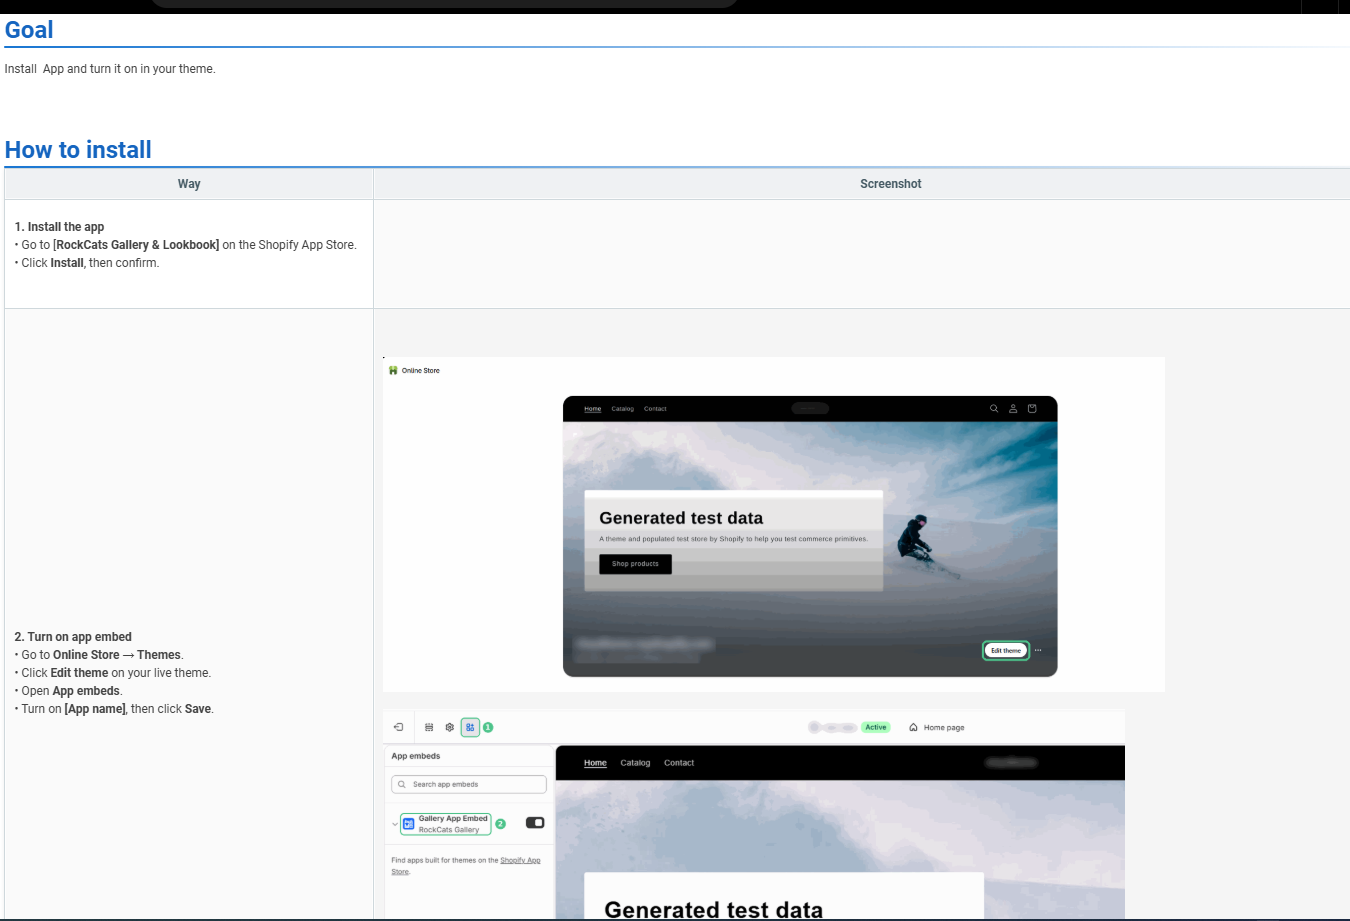 Goal
Install  App and turn it on in your theme.
How to install
Way
Screenshot
1. Install the app
• Go to [RockCats Gallery & Lookbook] on the Shopify App Store.
• Click Install, then confirm.
2. Turn on app embed
• Go to Online Store → Themes.
• Click Edit theme on your live theme.
• Open App embeds.
• Turn on [App name], then click Save.
Online Store
Home Catalog Contact
Generated test data
A theme and populated test store by Shopify to help you test commerce primitives.
Shop products
Edit theme ...
1
Active
Home page
App embeds
Home Catalog Contact
Search app embeds
Gallery App Embed
RockCats Gallery
2
Find apps built for themes on the Shopify App
Store.
Generated test data